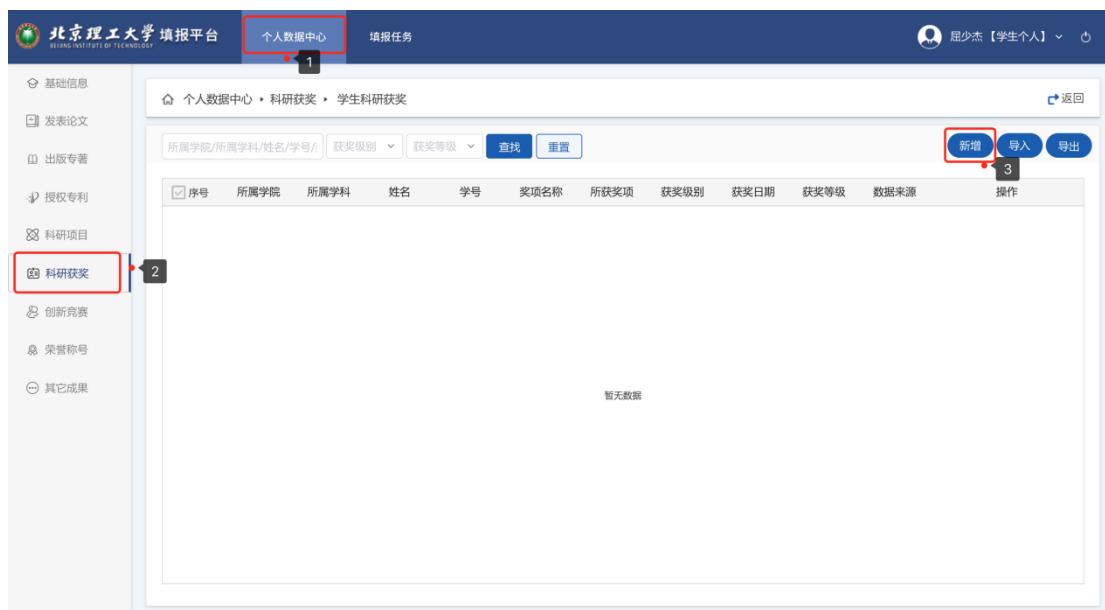 北京理工大学 填报平台 个人数据中心 填报任务 屈少杰【学生个人】
BEIJING INSTITUTE OF TECHNOLOGY
1
基础信息
个人数据中心 科研获奖 学生科研获奖 返回
发表论文
所属学院/所属学科/姓名/学号/ 获奖级别 获奖等级 查找 重置 新增 导入 导出
出版专著
3
序号 所属学院 所属学科 姓名 学号 奖项名称 所获奖项 获奖级别 获奖日期 获奖等级 数据来源 操作
授权专利
科研项目
科研获奖 2
创新竞赛
荣誉称号
其它成果
暂无数据